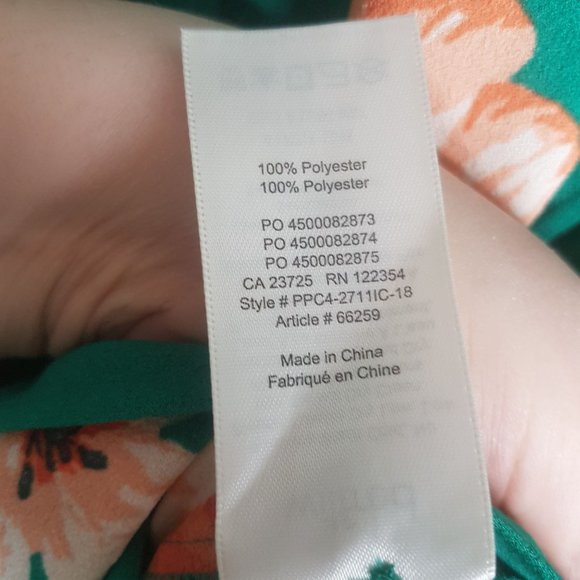 100% Polyester
100% Polyester
PO 4500082873
PO 4500082874
PO 4500082875
CA 23725 RN 122354
Style # PPC4-2711IC-18
Article # 66259
Made in China
Fabriqué en Chine